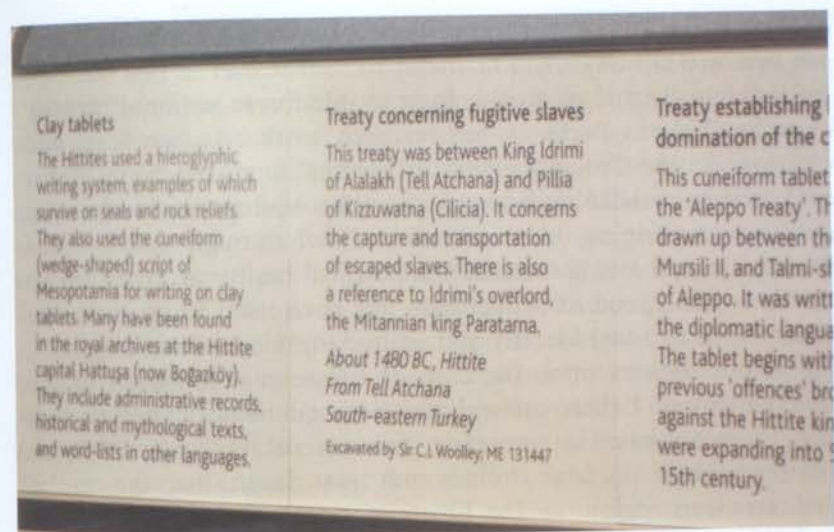 Clay tablets
The Hittites used a hieroglyphic
writing system, examples of which
survive on seals and rock reliefs.
They also used the cuneiform
(wedge-shaped) script of
Mesopotamia for writing on clay
tablets. Many have been found
in the royal archives at the Hittite
capital Hattuşa (now Boğazköy).
They include administrative records,
historical and mythological texts,
and word-lists in other languages.
Treaty concerning fugitive slaves
This treaty was between King Idrimi
of Alalakh (Tell Atchana) and Pillia
of Kizzuwatna (Cilicia). It concerns
the capture and transportation
of escaped slaves. There is also
a reference to Idrimi's overlord,
the Mitannian king Paratarna.
About 1480 BC, Hittite
From Tell Atchana
South-eastern Turkey
Excavated by Sir C.L Woolley, ME 131447
Treaty establishing
domination of the
This cuneiform tablet
the 'Aleppo Treaty'.
drawn up between
Mursili II, and
of Aleppo. It was
the diplomatic
The tablet begins
previous 'offences'
against the Hittite
were expanding into
15th century.